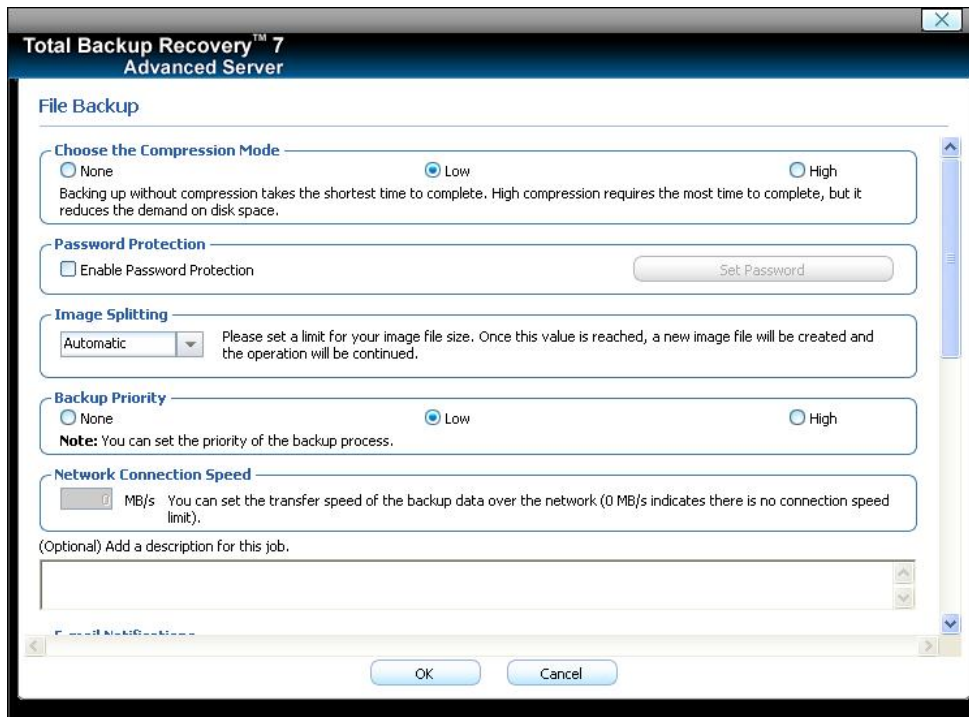 Total Backup Recovery™ 7
Advanced Server
File Backup
Choose the Compression Mode
None
Low
High
Backing up without compression takes the shortest time to complete. High compression requires the most time to complete, but it
reduces the demand on disk space.
Password Protection
Enable Password Protection
Set Password
Image Splitting
Automatic
Please set a limit for your image file size. Once this value is reached, a new image file will be created and
the operation will be continued.
Backup Priority
None
Low
High
Note: You can set the priority of the backup process.
Network Connection Speed
0 MB/s
You can set the transfer speed of the backup data over the network (0 MB/s indicates there is no connection speed
limit).
(Optional) Add a description for this job.
E-mail Notifications
OK
Cancel